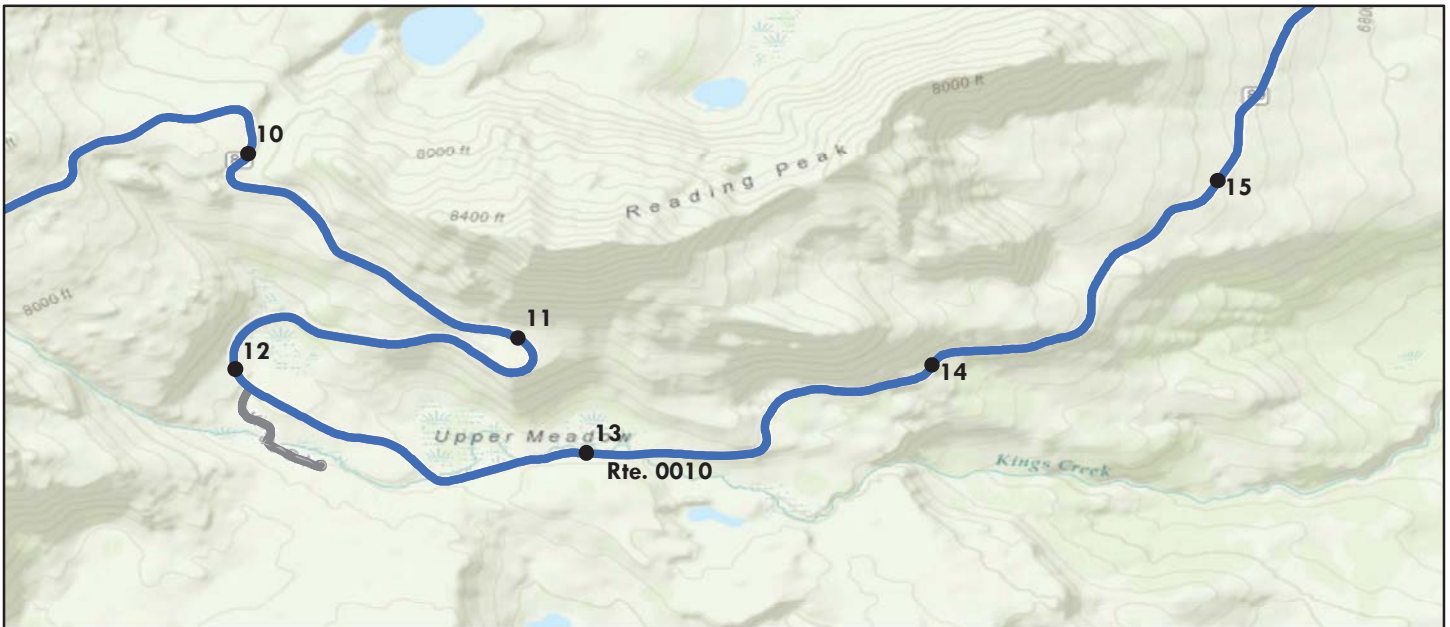 10
8000 ft
8000 ft
8400 ft
Reading Peak
15
8000 ft
11
12
14
Upper Meadow
13
Rte. 0010
Kings Creek